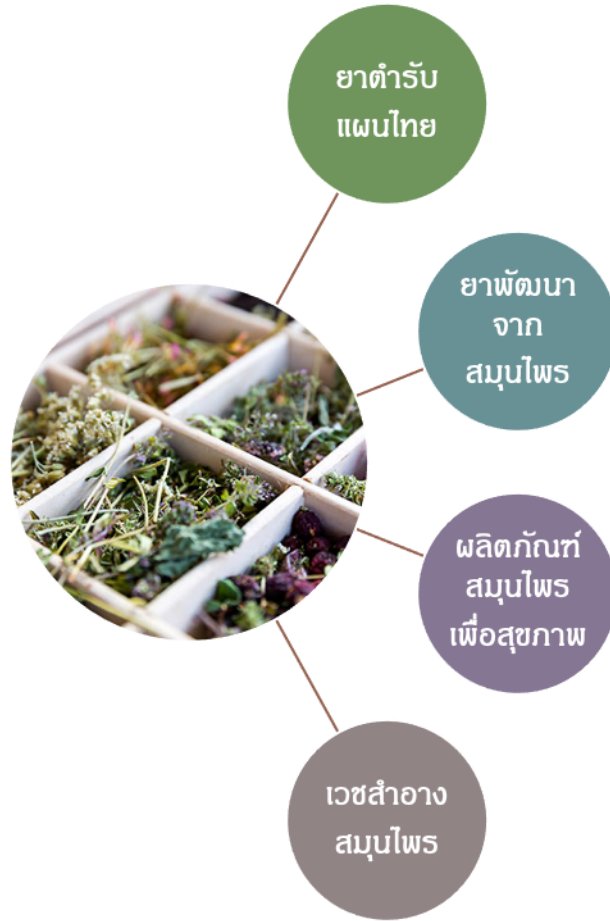 ยาตำรับ
แผนไทย
ยาพัฒนา
จาก
สมุนไพร
ผลิตภัณฑ์
สมุนไพร
เพื่อสุขภาพ
เวชสำอาง
สมุนไพร